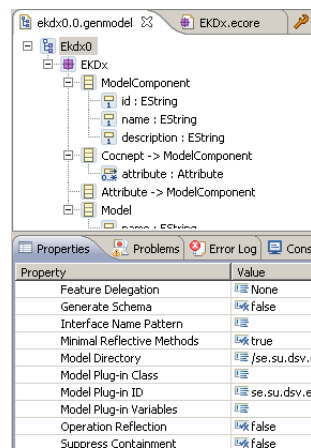 ekdx0.0.genmodel
EKDx.ecore
Ekdx0
EKDx
ModelComponent
id : EString
name : EString
description : EString
Cocnept -> ModelComponent
attribute : Attribute
Attribute -> ModelComponent
Model
name : EString
Properties Problems Error Log Cons
Property Value
Feature Delegation None
Generate Schema false
Interface Name Pattern
Minimal Reflective Methods true
Model Directory /se.su.dsv.
Model Plug-in Class
Model Plug-in ID se.su.dsv.e
Model Plug-in Variables
Operation Reflection false
Suppress Containment false